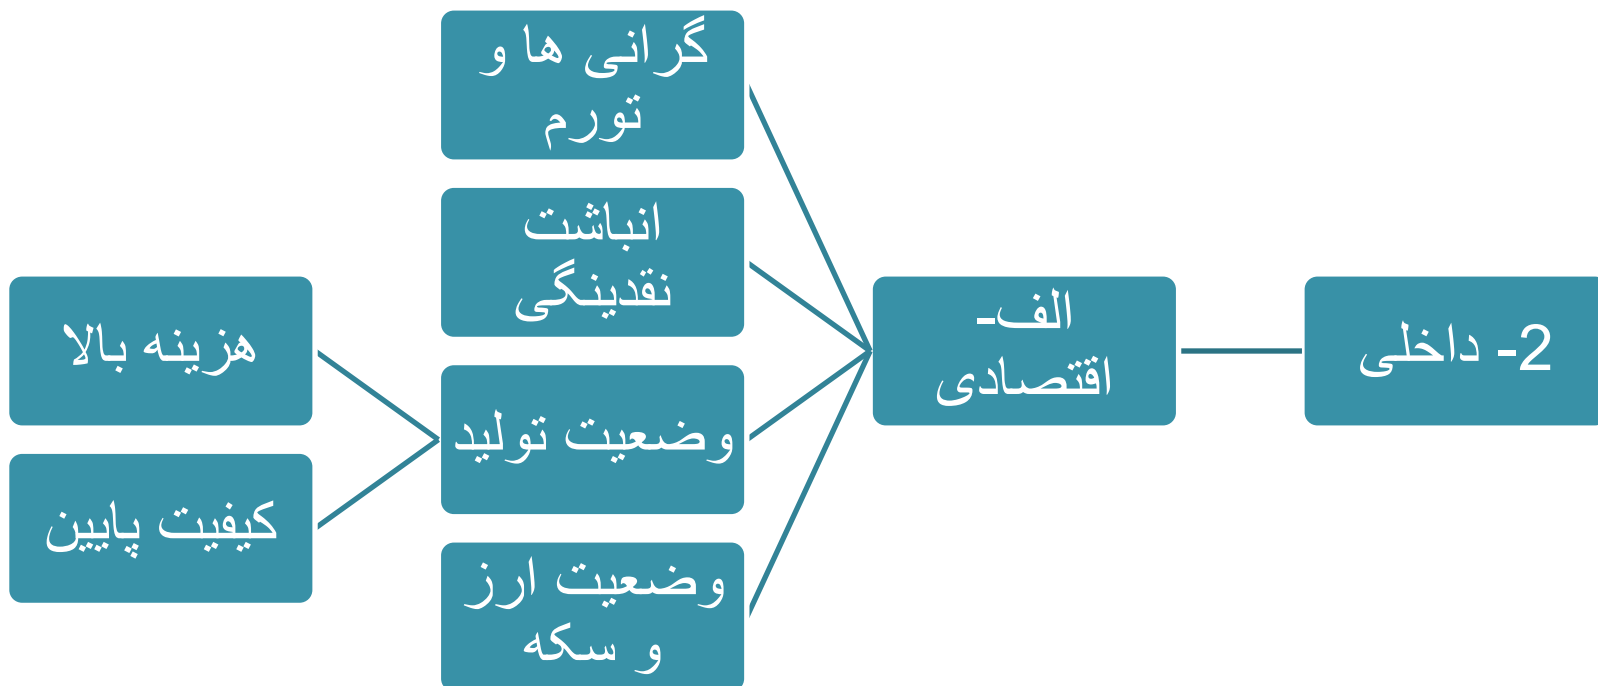 2- داخلی
الف-
اقتصادی
گرانی ها و
تورم
انباشت
نقدینگی
وضعیت تولید
وضعیت ارز
و سکه
هزینه بالا
کیفیت پایین